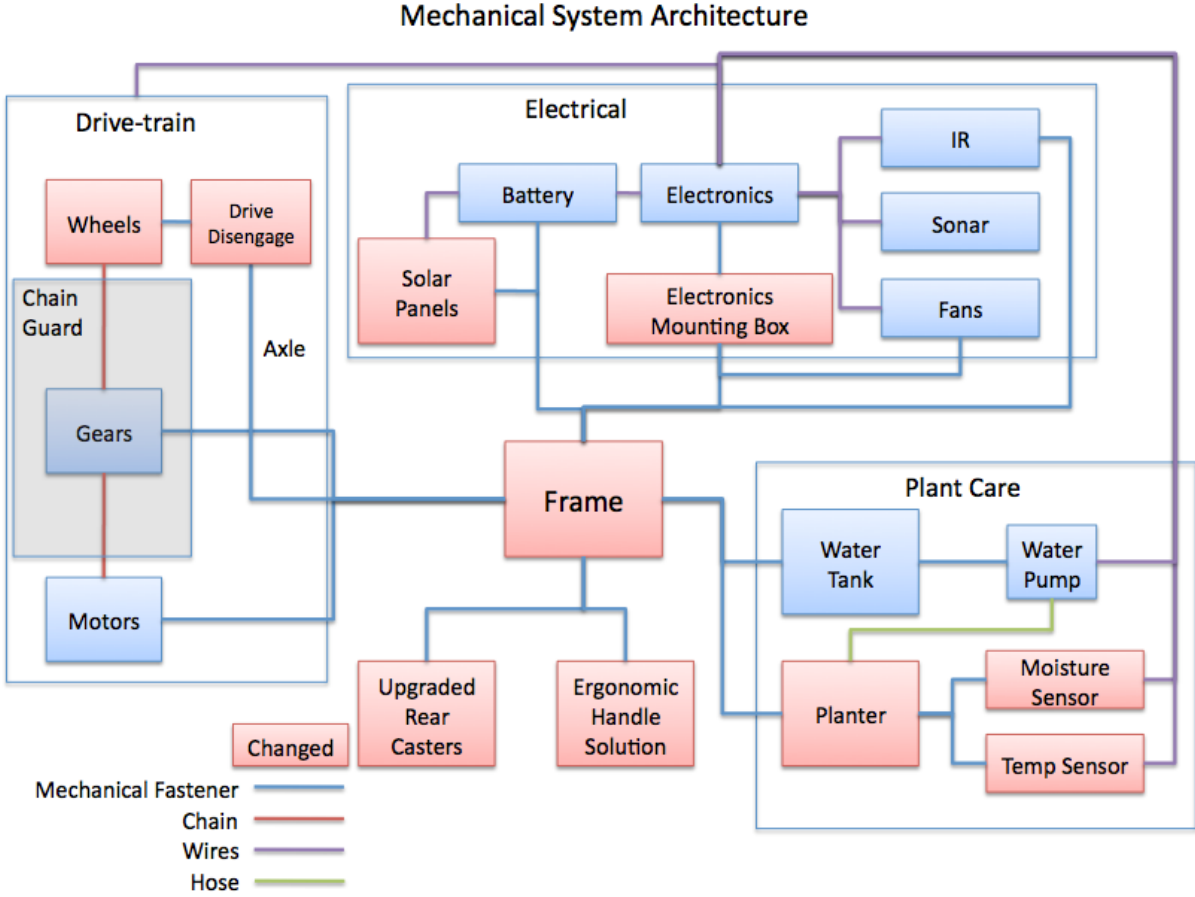 Mechanical System Architecture
Drive-train
Wheels
Drive
Disengage
Chain
Guard
Axle
Gears
Motors
Electrical
Battery
Electronics
IR
Sonar
Fans
Solar
Panels
Electronics
Mounting Box
Frame
Upgraded
Rear
Casters
Ergonomic
Handle
Solution
Plant Care
Water
Tank
Water
Pump
Planter
Moisture
Sensor
Temp Sensor
Changed
Mechanical Fastener
Chain
Wires
Hose